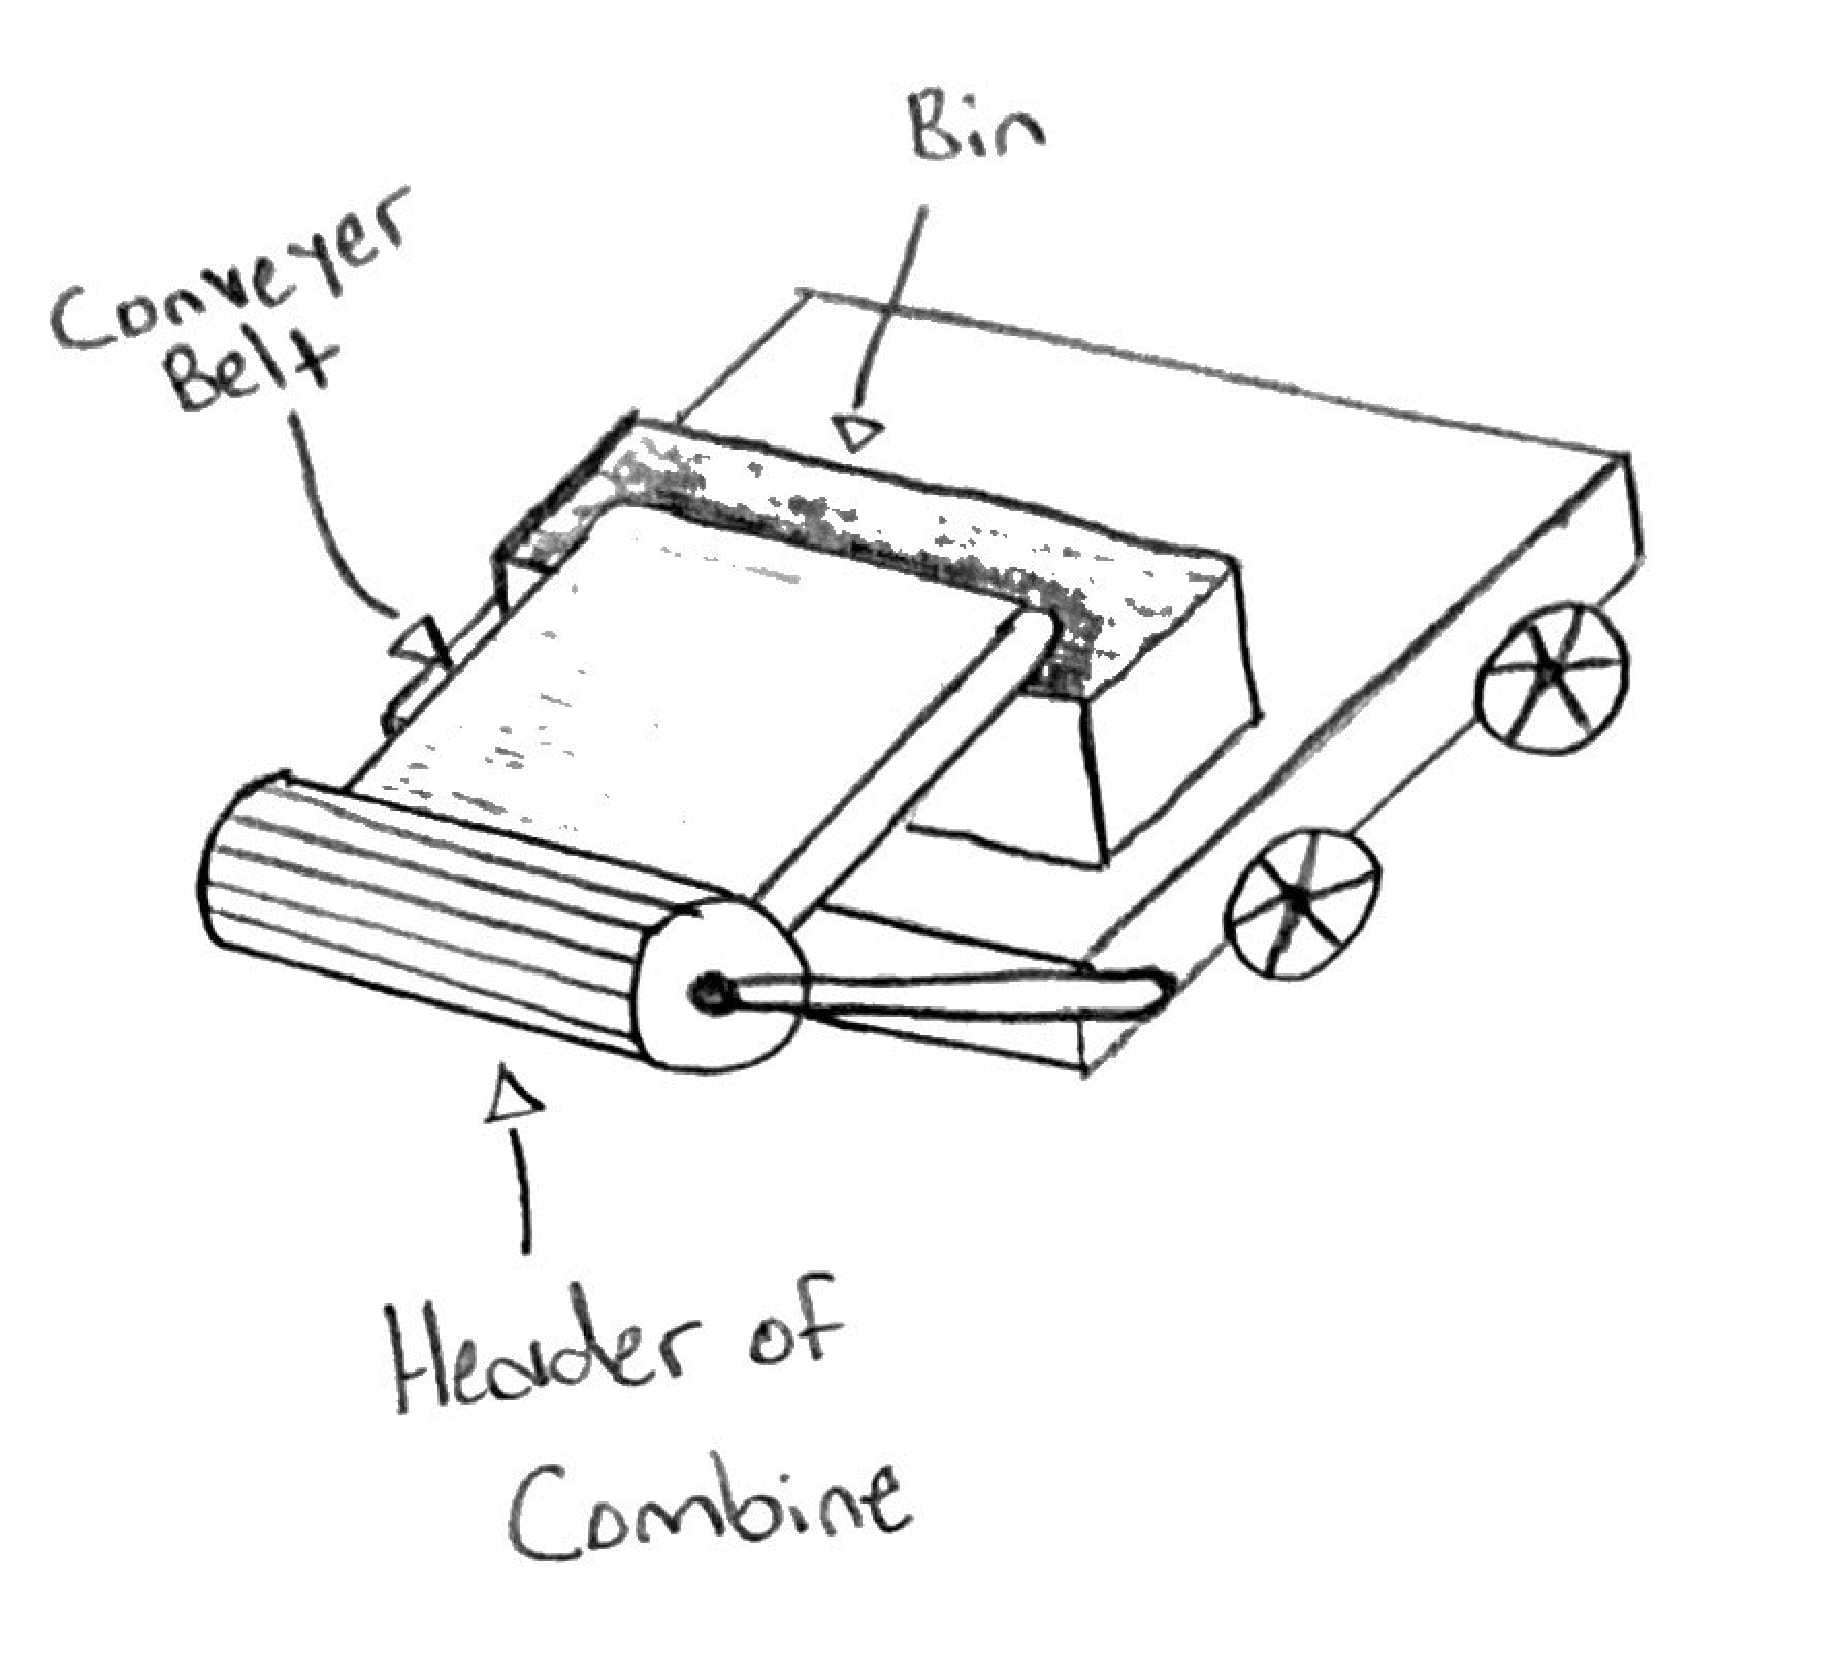 Bin
Conveyer
Belt
Header of
Combine